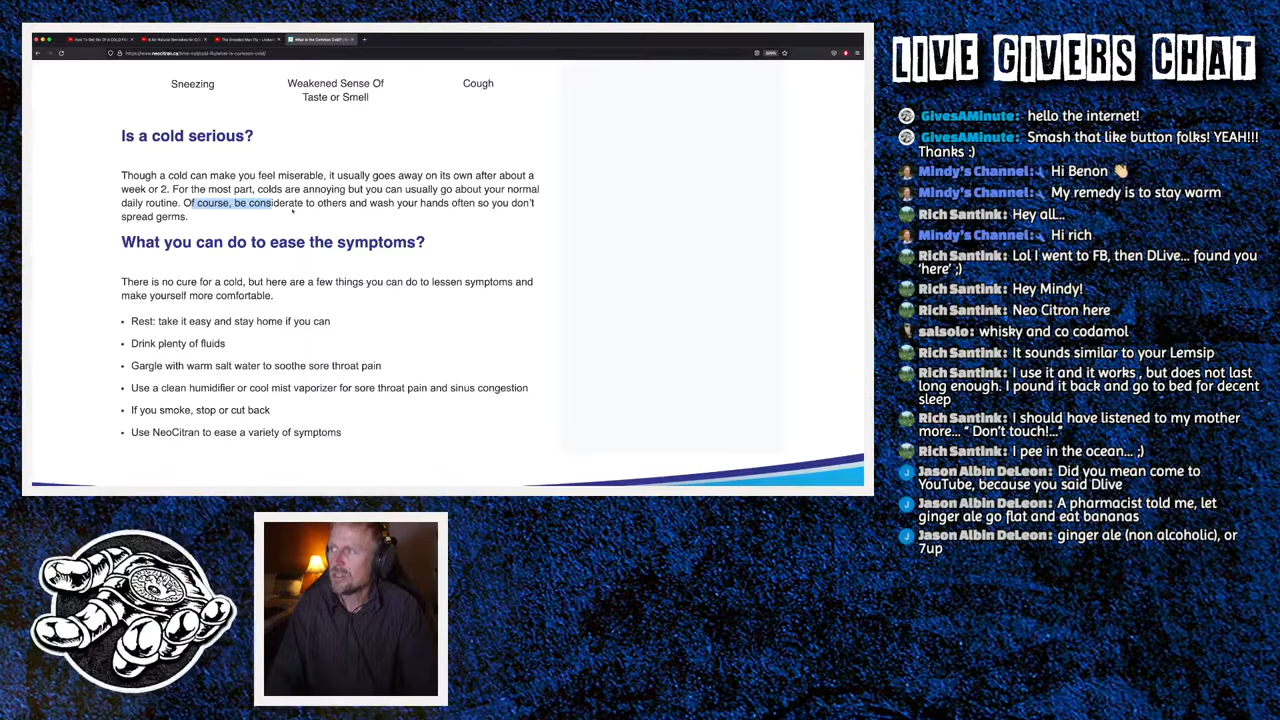 How To Get Rid Of A COLD FA
The Greatest Man
What is the Common Cold?
Sneezing
Weakened Sense Of
Taste or Smell
Cough
Is a cold serious?
Though a cold can make you feel miserable, it usually goes away on its own after about a
week or 2. For the most part, colds are annoying but you can usually go about your normal
daily routine. Of course, be considerate to others and wash your hands often so you don't
spread germs.
What you can do to ease the symptoms?
There is no cure for a cold, but here are a few things you can do to lessen symptoms and
make yourself more comfortable.
• Rest: take it easy and stay home if you can
• Drink plenty of fluids
• Gargle with warm salt water to soothe sore throat pain
• Use a clean humidifier or cool mist vaporizer for sore throat pain and sinus congestion
• If you smoke, stop or cut back
• Use NeoCitran to ease a variety of symptoms
LIVE GIVERS CHAT
GivesAMinute: hello the internet!
GivesAMinute: Smash that like button folks! YEAH!!!
Thanks :)
Mindy's Channel: Hi Benon 👋🏼
Mindy's Channel: My remedy is to stay warm
Rich Santink: Hey all...
Mindy's Channel: Hi rich
Rich Santink: Lol I went to FB, then DLive... found you
'here' ;)
Rich Santink: Hey Mindy!
Rich Santink: Neo Citron here
salsolo: whisky and co codamol
Rich Santink: It sounds similar to your Lemsip
Rich Santink: I use it and it works , but does not last
long enough. I pound it back and go to bed for decent
sleep
Rich Santink: I should have listened to my mother
more... " Don't touch!..."
Rich Santink: I pee in the ocean... ;)
J Jason Albin DeLeon: Did you mean come to
YouTube, because you said Dlive
J Jason Albin DeLeon: A pharmacist told me, let
ginger ale go flat and eat bananas
J Jason Albin DeLeon: ginger ale (non alcoholic), or
7up